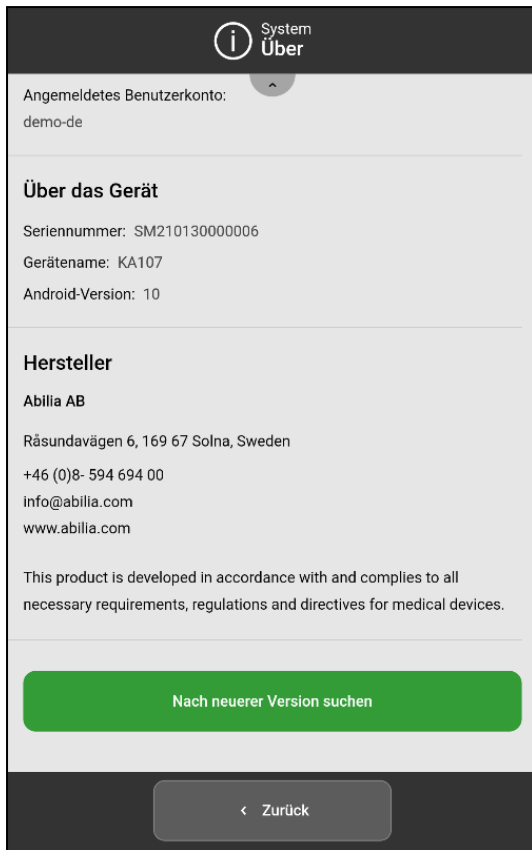 System
Über
Angemeldetes Benutzerkonto:
demo-de
Über das Gerät
Seriennummer: SM210130000006
Gerätename: KA107
Android-Version: 10
Hersteller
Abilia AB
Råsundavägen 6, 169 67 Solna, Sweden
+46 (0)8- 594 694 00
info@abilia.com
www.abilia.com
This product is developed in accordance with and complies to all
necessary requirements, regulations and directives for medical devices.
Nach neuerer Version suchen
Zurück